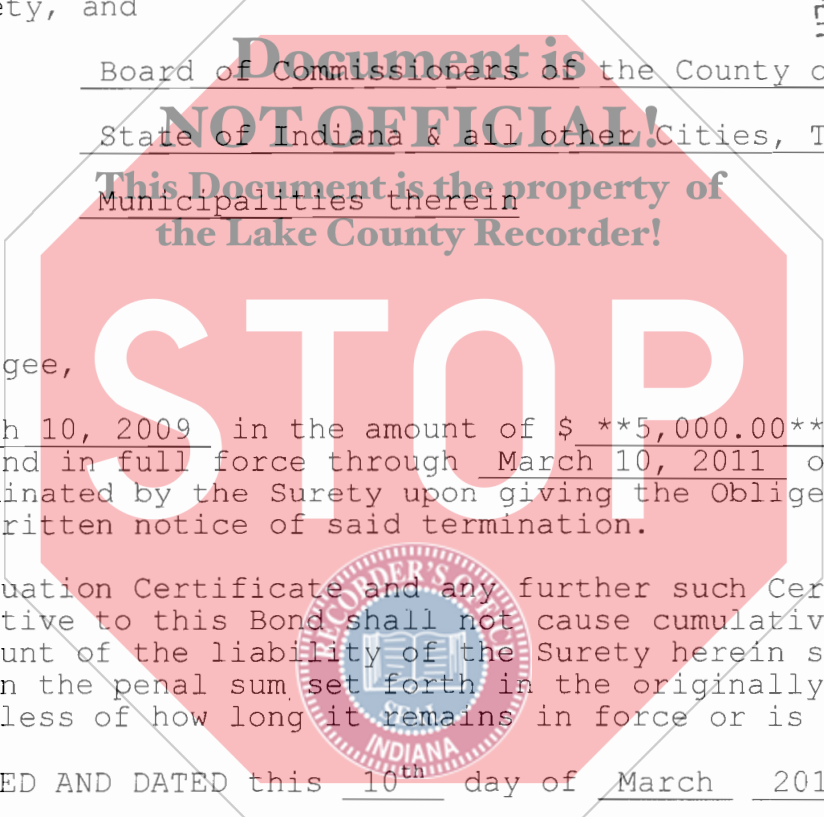 ety, and
Document is
Board of Commissioners of the County o
NOT OFFICIAL!
State of Indiana & all other Cities, T
This Document is the property of
Municipalities therein
the Lake County Recorder!
STOP
gee,
h 10, 2009 in the amount of $ **5,000.00**
nd in full force through March 10, 2011 o
inated by the Surety upon giving the Oblige
ritten notice of said termination.
uation Certificate and any further such Cer
tive to this Bond shall not cause cumulativ
unt of the liability of the Surety herein s
n the penal sum set forth in the originally
less of how long it remains in force or is
RECORDER'S OFFICE
SEAL
INDIANA
ED AND DATED this 10th day of March 201